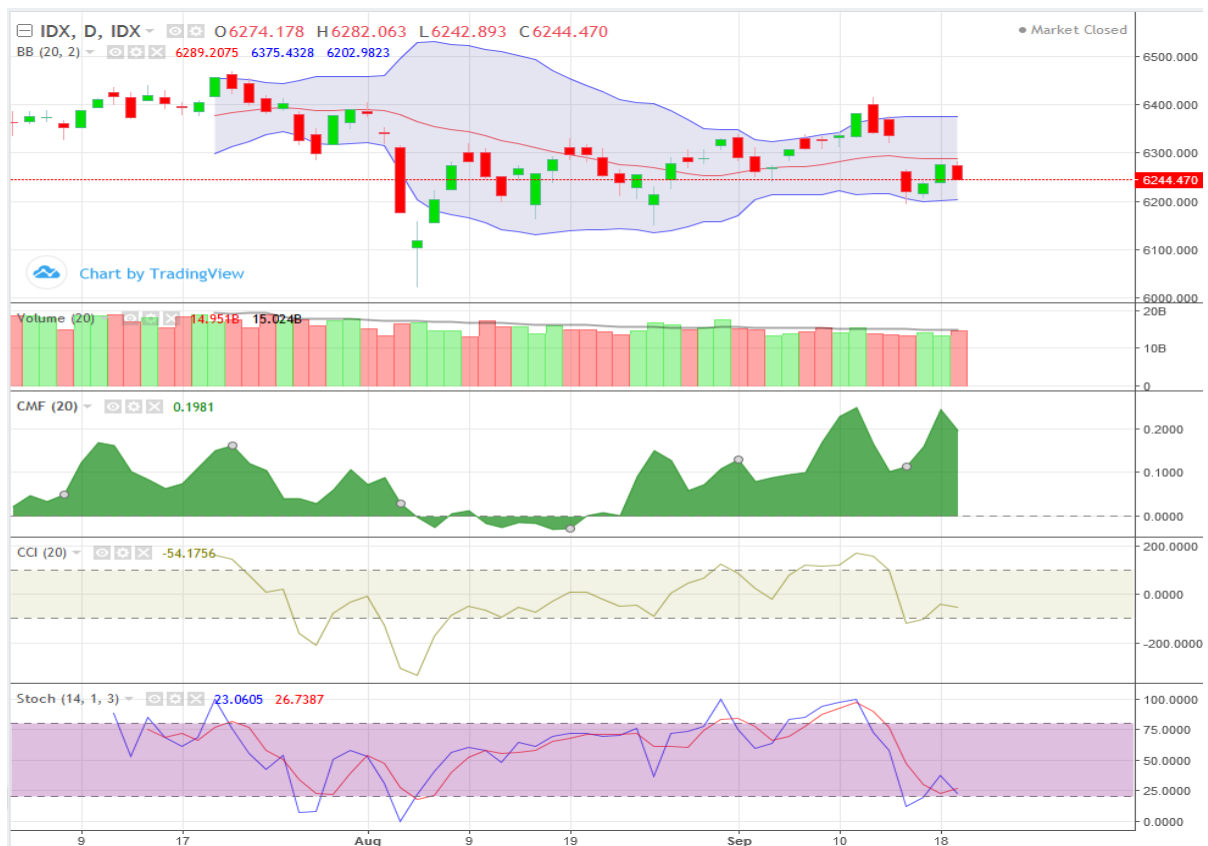 IDX, D, IDX O6274.178 H6282.063 L6242.893 C6244.470 Market Closed
BB (20, 2) 6289.2075 6375.4328 6202.9823
6500.000
6400.000
6300.000
6244.470
6200.000
6100.000
Chart by TradingView
6000.000
Volume (20) 14.951B 15.024B 20B
10B
0
CMF (20) 0.1981
0.2000
0.1000
0.0000
CCI (20) -54.1756 200.0000
0.0000
-200.0000
Stoch (14, 1, 3) 23.0605 26.7387 100.0000
75.0000
50.0000
25.0000
0.0000
9 17 Aug 9 19 Sep 10 18